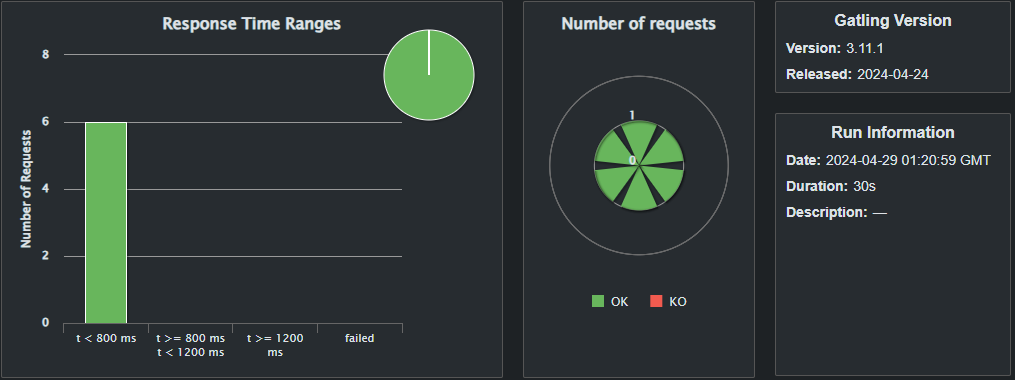 Response Time Ranges
Number of Requests
8
6
4
2
0
t < 800 ms
t >= 800 ms
t < 1200 ms
t >= 1200
ms
failed
Number of requests
1
0
OK
KO
Gatling Version
Version: 3.11.1
Released: 2024-04-24
Run Information
Date: 2024-04-29 01:20:59 GMT
Duration: 30s
Description: —